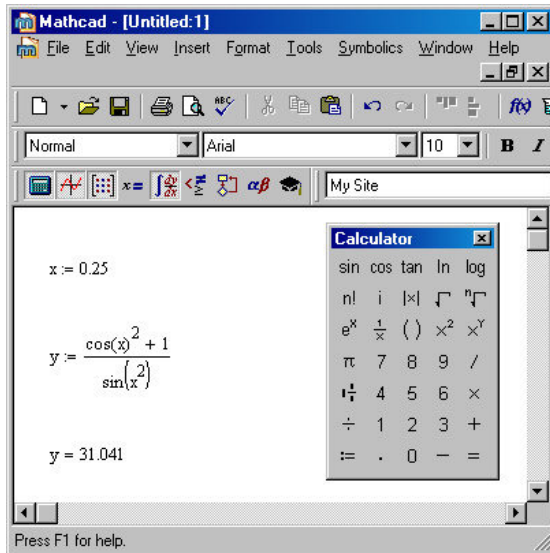 Mathcad - [Untitled:1]
File Edit View Insert Format Tools Symbolics Window Help
f(x)
Normal Arial 10 B I
x= αβ My Site
x := 0.25
y := (cos(x)² + 1) / sin(x²)
y = 31.041
Calculator
sin cos tan ln log
n! i |×| √ ⁿ√
eˣ 1/x ( ) ×² ×ʸ
π 7 8 9 /
÷ 4 5 6 ×
÷ 1 2 3 +
:= . 0 − =
Press F1 for help.